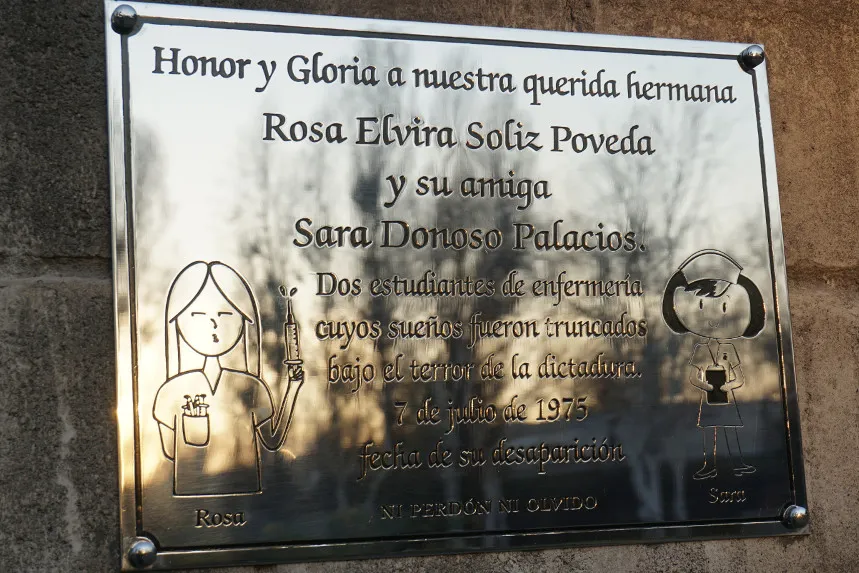 Honor y Gloria a nuestra querida hermana
Rosa Elvira Soliz Poveda
y su amiga
Sara Donoso Palacios.
Dos estudiantes de enfermería
cuyos sueños fueron truncados
bajo el terror de la dictadura.
7 de julio de 1975
fecha de su desaparición
NI PERDÓN NI OLVIDO
Rosa
Sara